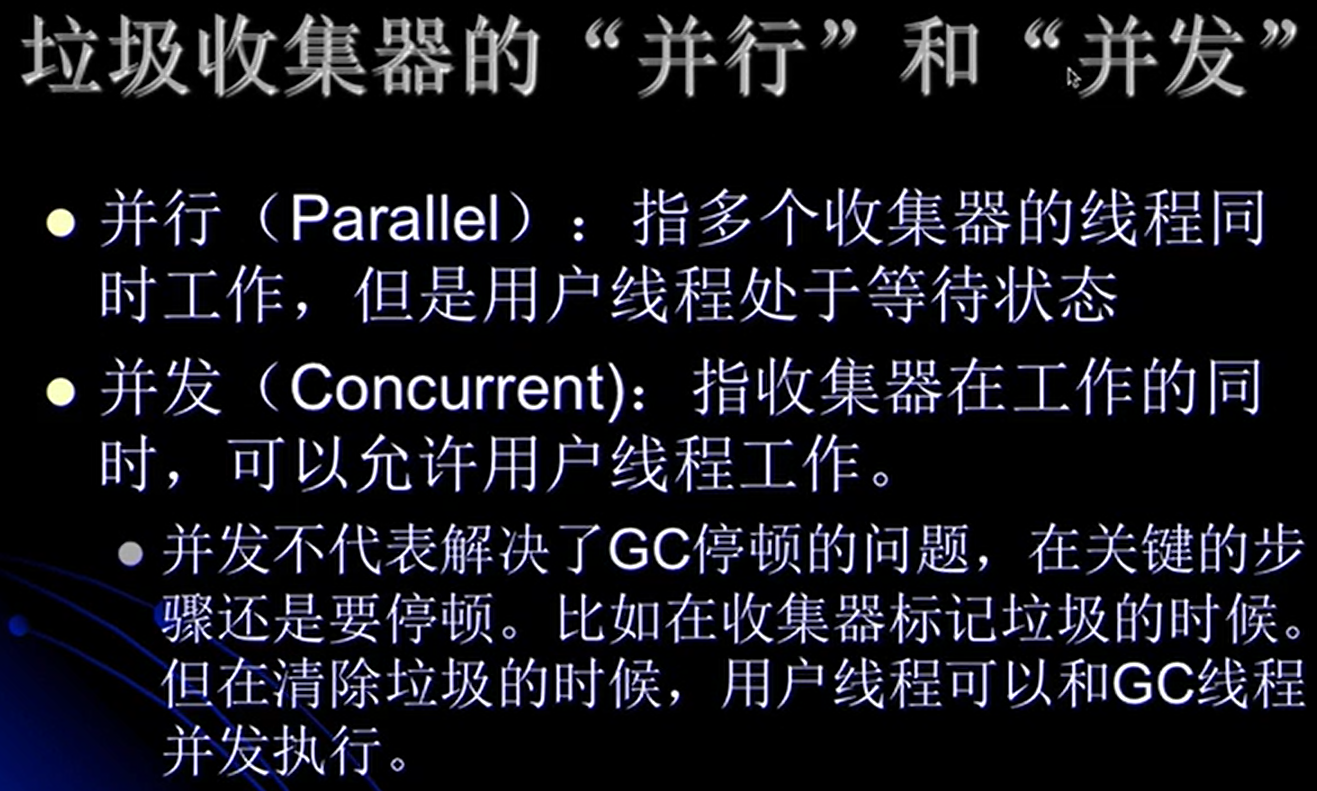 垃圾收集器的“并行”和“并发”
并行（Parallel）：指多个收集器的线程同
时工作，但是用户线程处于等待状态
并发（Concurrent)：指收集器在工作的同
时，可以允许用户线程工作。
并发不代表解决了GC停顿的问题，在关键的步
骤还是要停顿。比如在收集器标记垃圾的时候。
但在清除垃圾的时候，用户线程可以和GC线程
并发执行。